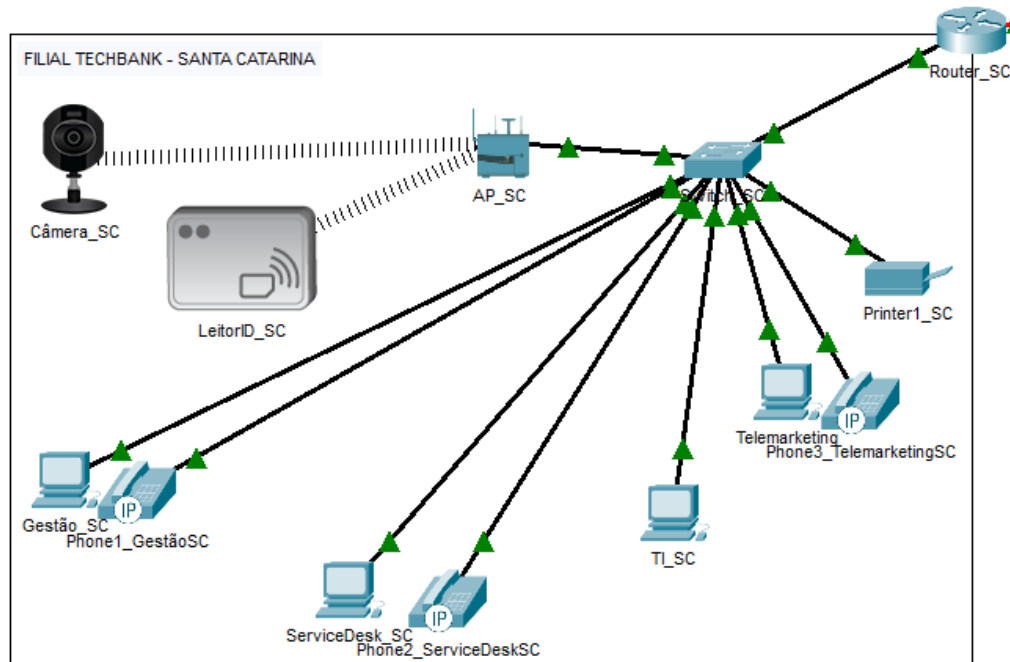 FILIAL TECHBANK - SANTA CATARINA
Router_SC
AP_SC
Switch_SC
Câmera_SC
LeitorID_SC
Printer1_SC
Telemarketing
Phone3_TelemarketingSC
IP
Gestão_SC
Phone1_GestãoSC
IP
TI_SC
ServiceDesk_SC
Phone2_ServiceDeskSC
IP